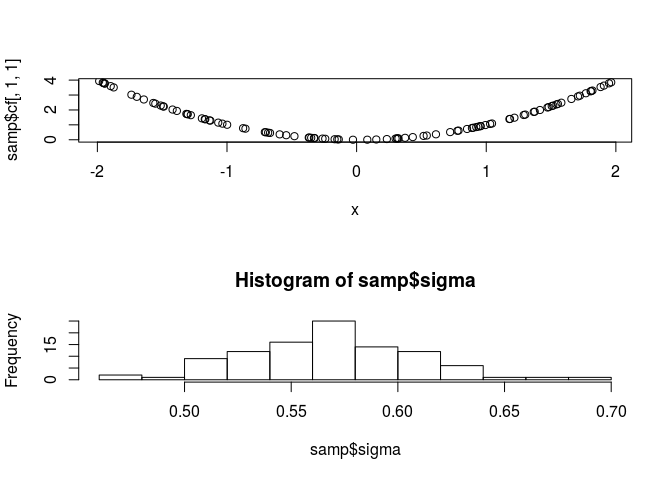 samp$cf[, 1, 1]
4
2
0
-2 -1 0 1 2
x
Histogram of samp$sigma
Frequency
15
0
0.50 0.55 0.60 0.65 0.70
samp$sigma